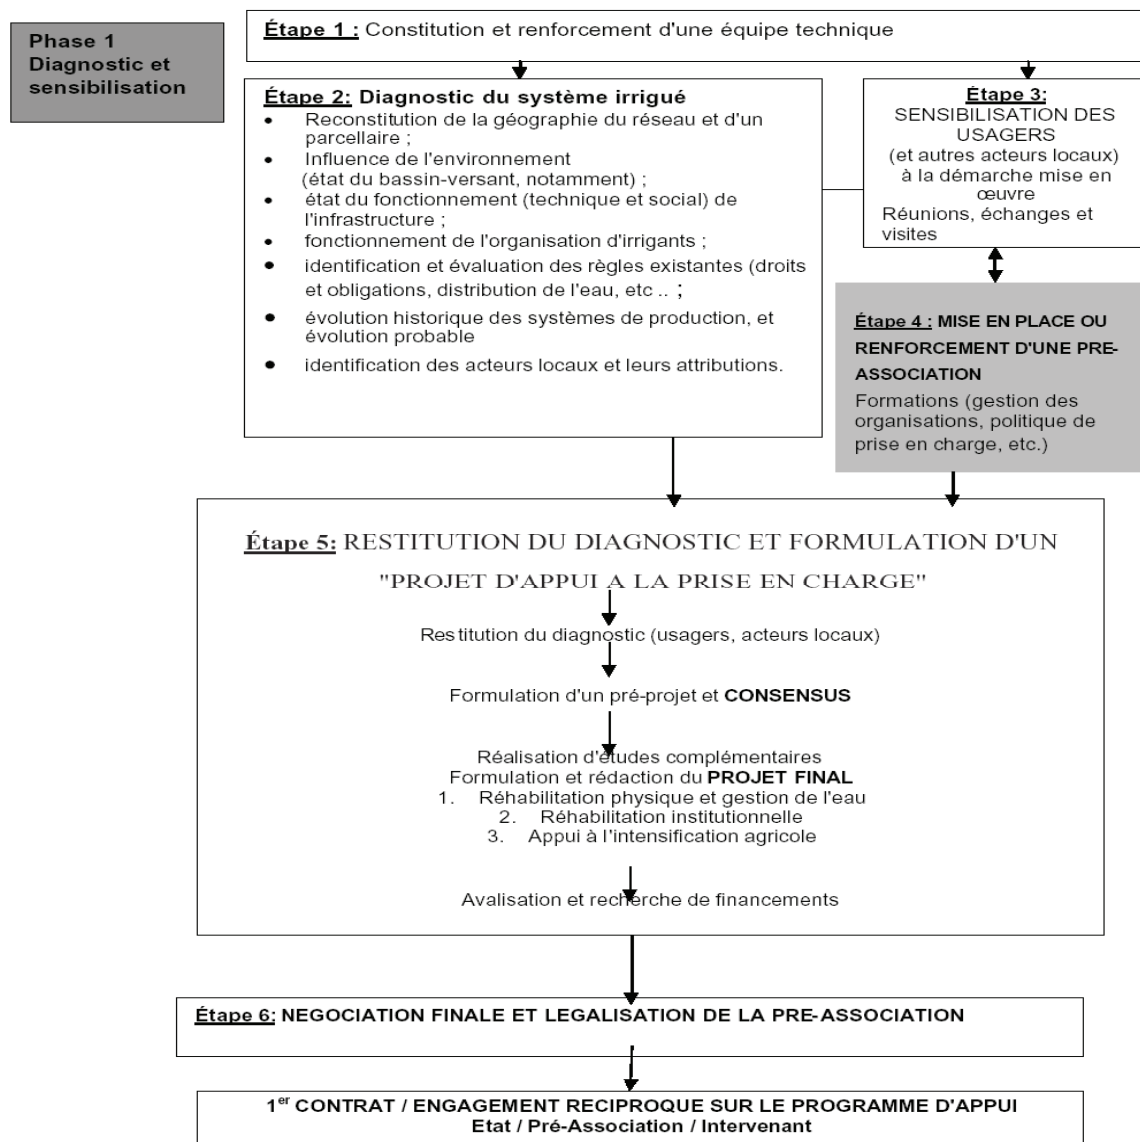 Phase 1
Diagnostic et
sensibilisation
Étape 1 : Constitution et renforcement d'une équipe technique
Étape 2: Diagnostic du système irrigué
• Reconstitution de la géographie du réseau et d'un
parcellaire ;
• Influence de l'environnement
(état du bassin-versant, notamment) ;
• état du fonctionnement (technique et social) de
l'infrastructure ;
• fonctionnement de l'organisation d'irrigants ;
• identification et évaluation des règles existantes (droits
et obligations, distribution de l'eau, etc .. ;
• évolution historique des systèmes de production, et
évolution probable
• identification des acteurs locaux et leurs attributions.
Étape 3:
SENSIBILISATION DES
USAGERS
(et autres acteurs locaux)
à la démarche mise en
œuvre
Réunions, échanges et
visites
Étape 4 : MISE EN PLACE OU
RENFORCEMENT D'UNE PRE-
ASSOCIATION
Formations (gestion des
organisations, politique de
prise en charge, etc.)
Étape 5: RESTITUTION DU DIAGNOSTIC ET FORMULATION D'UN
"PROJET D'APPUI A LA PRISE EN CHARGE"
Restitution du diagnostic (usagers, acteurs locaux)
Formulation d'un pré-projet et CONSENSUS
Réalisation d'études complémentaires
Formulation et rédaction du PROJET FINAL
1. Réhabilitation physique et gestion de l'eau
2. Réhabilitation institutionnelle
3. Appui à l'intensification agricole
Avalisation et recherche de financements
Étape 6: NEGOCIATION FINALE ET LEGALISATION DE LA PRE-ASSOCIATION
1er CONTRAT / ENGAGEMENT RECIPROQUE SUR LE PROGRAMME D'APPUI
Etat / Pré-Association / Intervenant